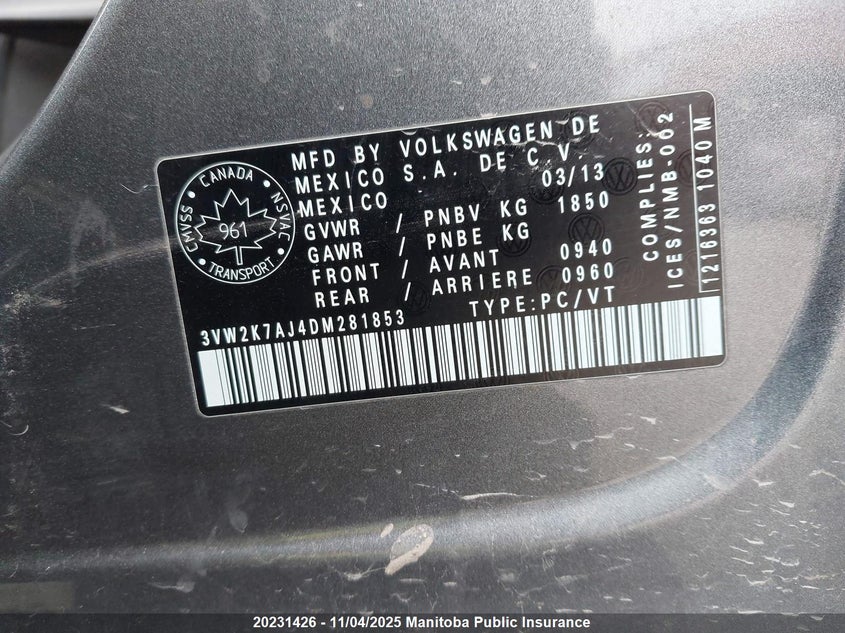 CANADA
CMVSS
NSVAC
961
TRANSPORT
MFD BY VOLKSWAGEN DE
MEXICO S.A. DE C.V.
MEXICO 03/13
GVWR / PNBV KG 1850
GAWR / PNBE KG
FRONT / AVANT 0940
REAR / ARRIERE 0960
3VW2K7AJ4DM281853 TYPE:PC/VT
COMPLIES:
ICES/NMB-002
1216363 1040 M
20231426 - 11/04/2025 Manitoba Public Insurance